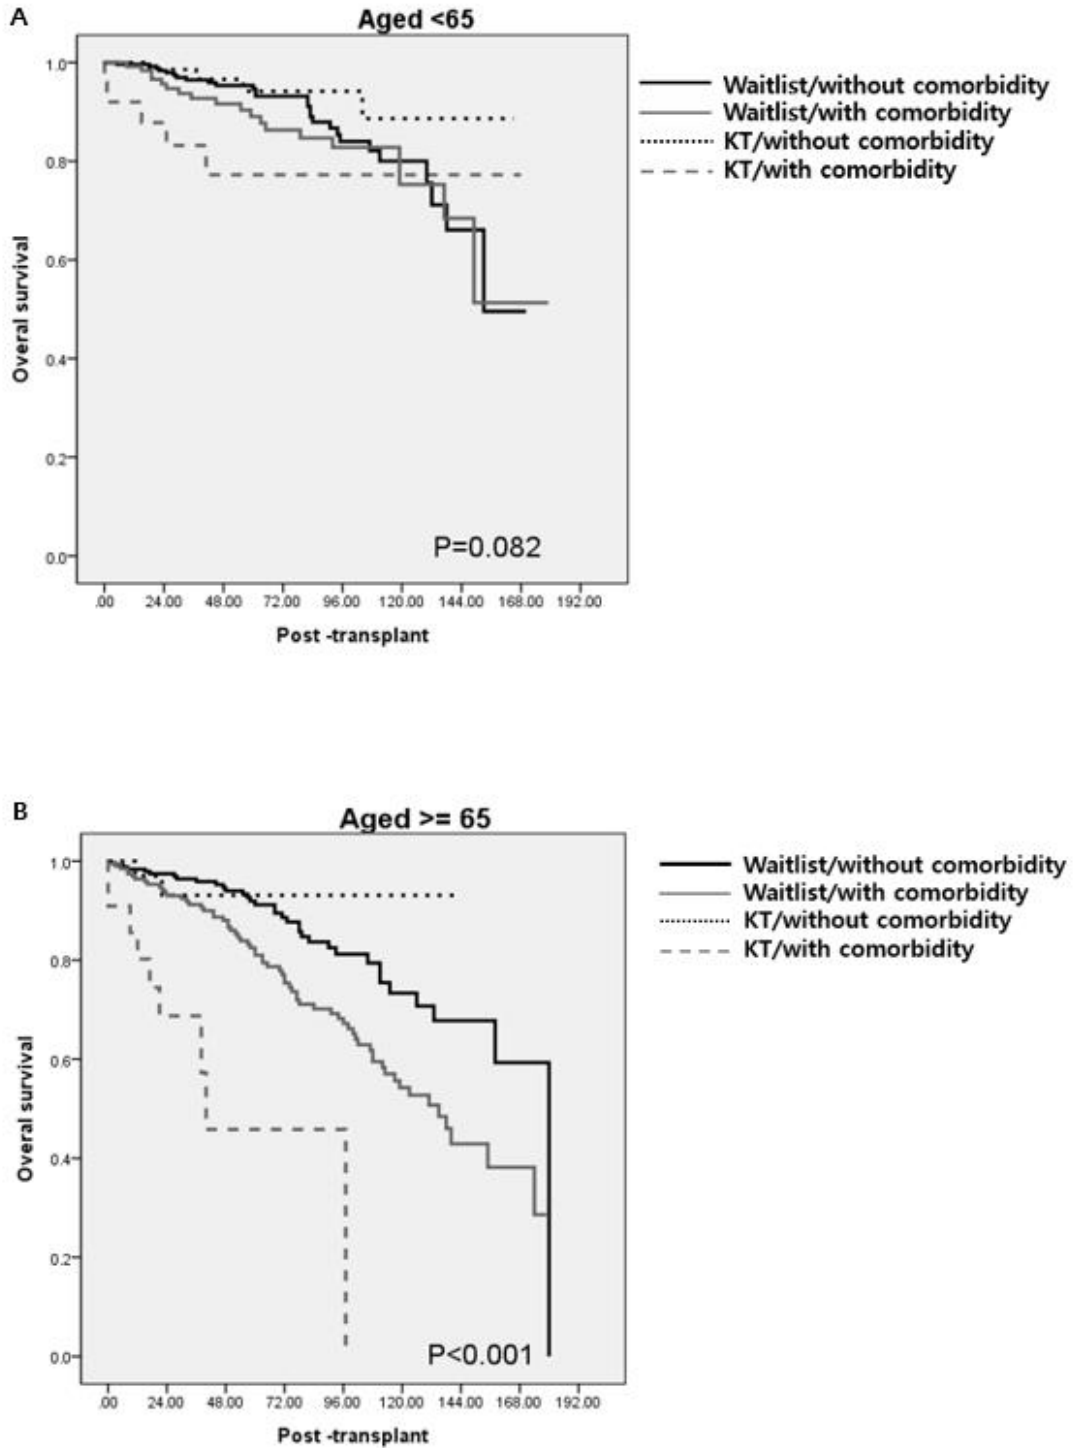 A
Aged <65
Waitlist/without comorbidity
Waitlist/with comorbidity
KT/without comorbidity
KT/with comorbidity
Overal survival
1.0
0.8
0.6
0.4
0.2
0.0
P=0.082
.00 24.00 48.00 72.00 96.00 120.00 144.00 168.00 192.00
Post -transplant
B
Aged >= 65
Waitlist/without comorbidity
Waitlist/with comorbidity
KT/without comorbidity
KT/with comorbidity
Overal survival
1.0
0.8
0.6
0.4
0.2
0.0
P<0.001
.00 24.00 48.00 72.00 96.00 120.00 144.00 168.00 192.00
Post -transplant